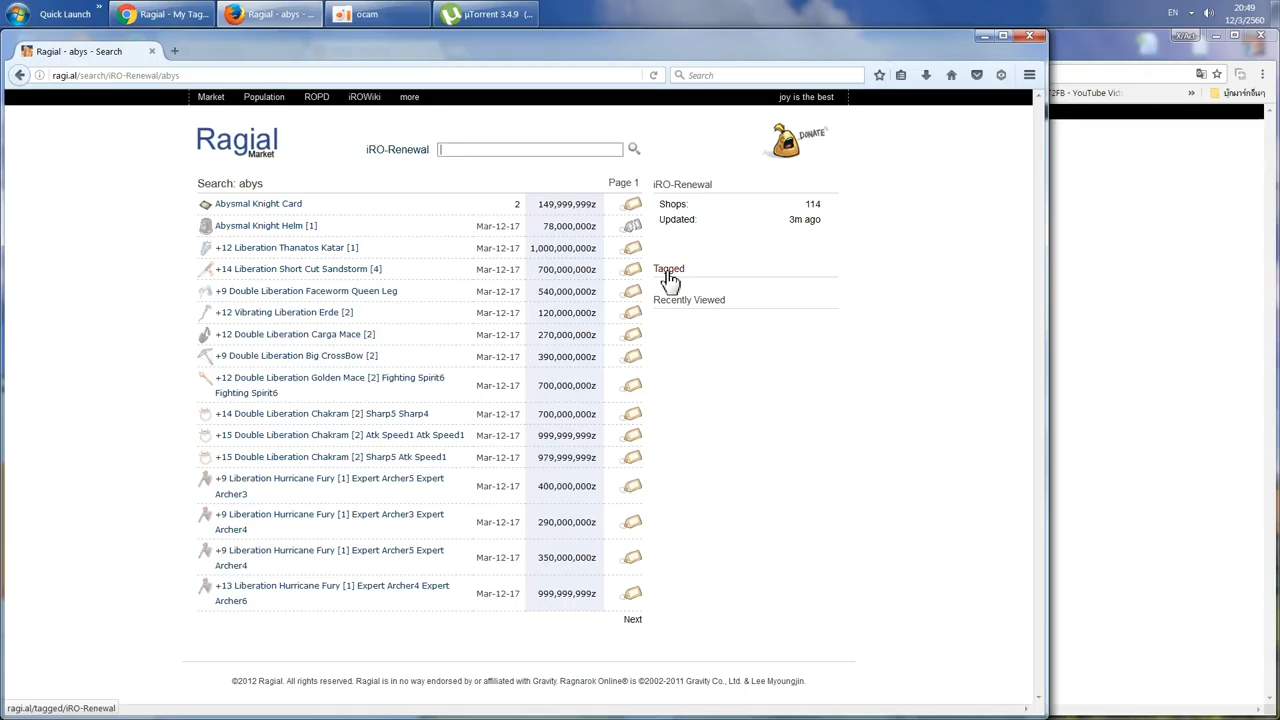 Quick Launch
Ragial - My Tag...
Ragial - abys - ...
ocam
µTorrent 3.4.9 (...
EN
20:49
12/3/2560
Ragial - abys - Search
X/Act
ragi.al/search/iRO-Renewal/abys
Search
2FB - YouTube Vid
บุ๊กมาร์กอื่นๆ
Market
Population
ROPD
iROWiki
more
joy is the best
Ragial
Market
iRO-Renewal
DONATE
Search: abys
Page 1
Abysmal Knight Card 2 149,999,999z
Abysmal Knight Helm [1] Mar-12-17 78,000,000z
+12 Liberation Thanatos Katar [1] Mar-12-17 1,000,000,000z
+14 Liberation Short Cut Sandstorm [4] Mar-12-17 700,000,000z
+9 Double Liberation Faceworm Queen Leg Mar-12-17 540,000,000z
+12 Vibrating Liberation Erde [2] Mar-12-17 120,000,000z
+12 Double Liberation Carga Mace [2] Mar-12-17 270,000,000z
+9 Double Liberation Big CrossBow [2] Mar-12-17 390,000,000z
+12 Double Liberation Golden Mace [2] Fighting Spirit6
Fighting Spirit6 Mar-12-17 700,000,000z
+14 Double Liberation Chakram [2] Sharp5 Sharp4 Mar-12-17 700,000,000z
+15 Double Liberation Chakram [2] Atk Speed1 Atk Speed1 Mar-12-17 999,999,999z
+15 Double Liberation Chakram [2] Sharp5 Atk Speed1 Mar-12-17 979,999,999z
+9 Liberation Hurricane Fury [1] Expert Archer5 Expert
Archer3 Mar-12-17 400,000,000z
+9 Liberation Hurricane Fury [1] Expert Archer3 Expert
Archer4 Mar-12-17 290,000,000z
+9 Liberation Hurricane Fury [1] Expert Archer5 Expert
Archer4 Mar-12-17 350,000,000z
+13 Liberation Hurricane Fury [1] Expert Archer4 Expert
Archer6 Mar-12-17 999,999,999z
Next
iRO-Renewal
Shops: 114
Updated: 3m ago
Tagged
Recently Viewed
©2012 Ragial. All rights reserved. Ragial is in no way endorsed by or affiliated with Gravity. Ragnarok Online® is ©2002-2011 Gravity Co., Ltd. & Lee Myoungjin.
ragi.al/tagged/iRO-Renewal